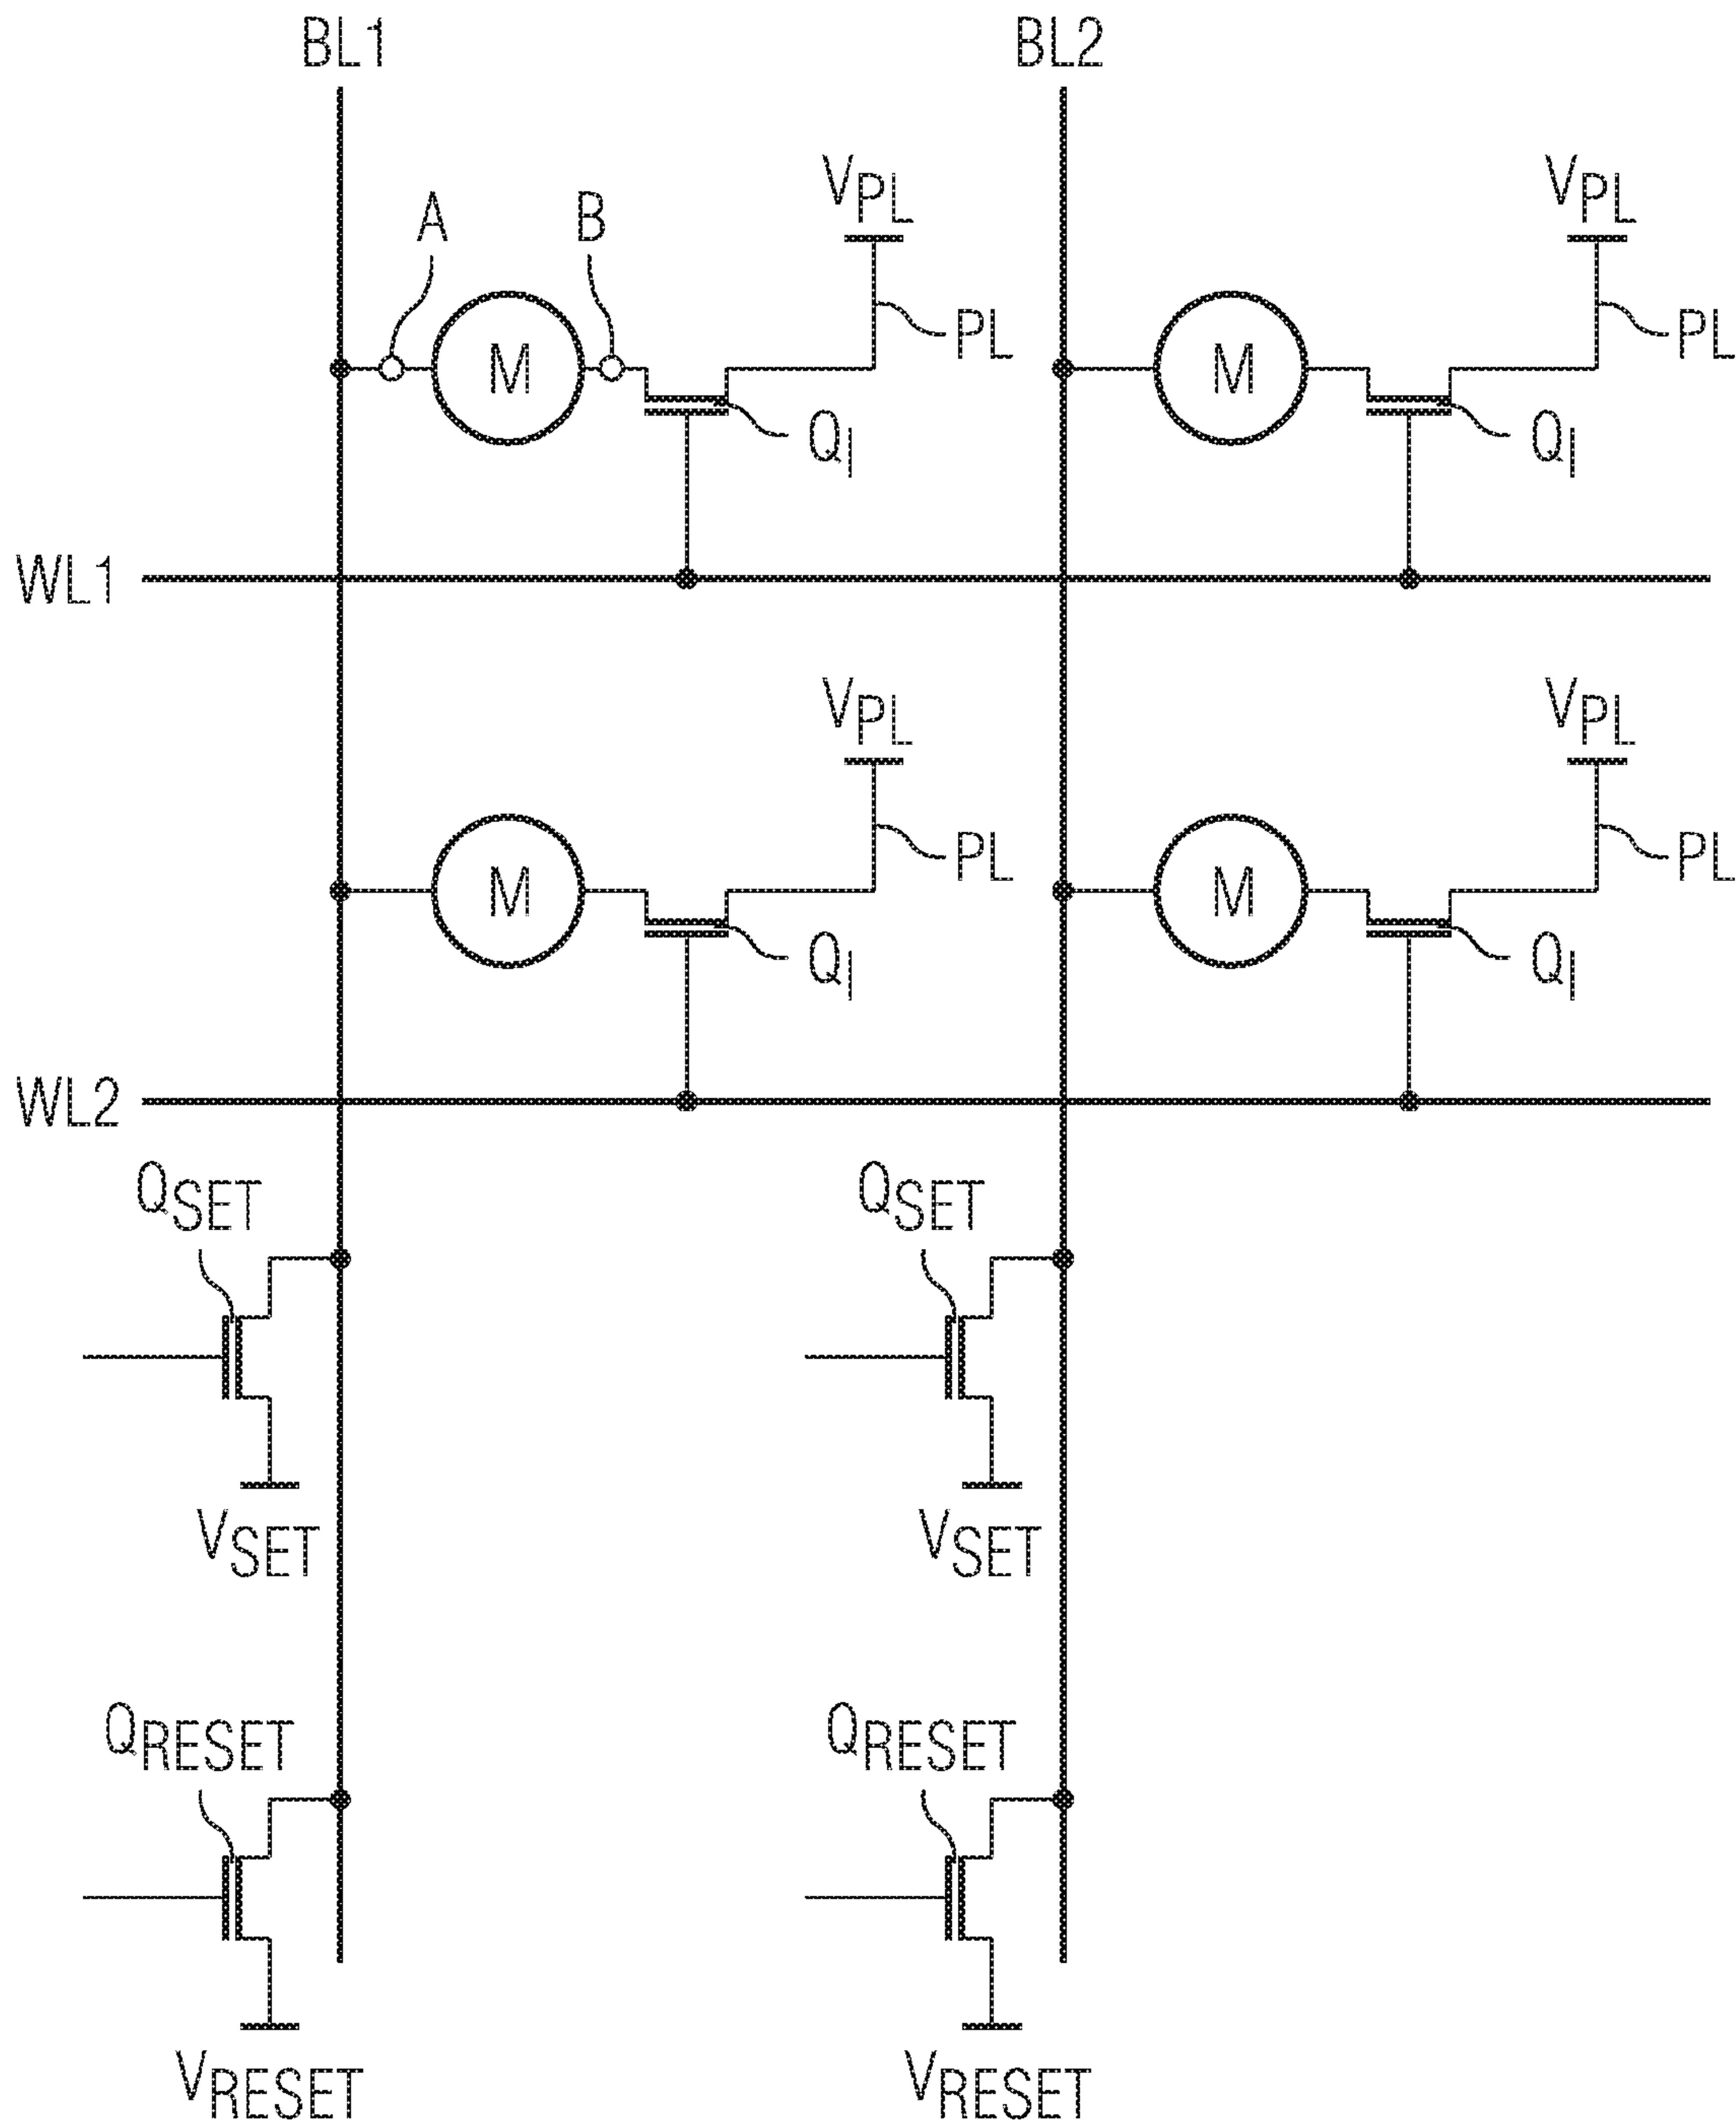 BL1 BL2
VPL VPL
A B
M PL M PL
QI QI
WL1
VPL VPL
M PL M PL
QI QI
WL2
QSET QSET
VSET VSET
QRESET QRESET
VRESET VRESET